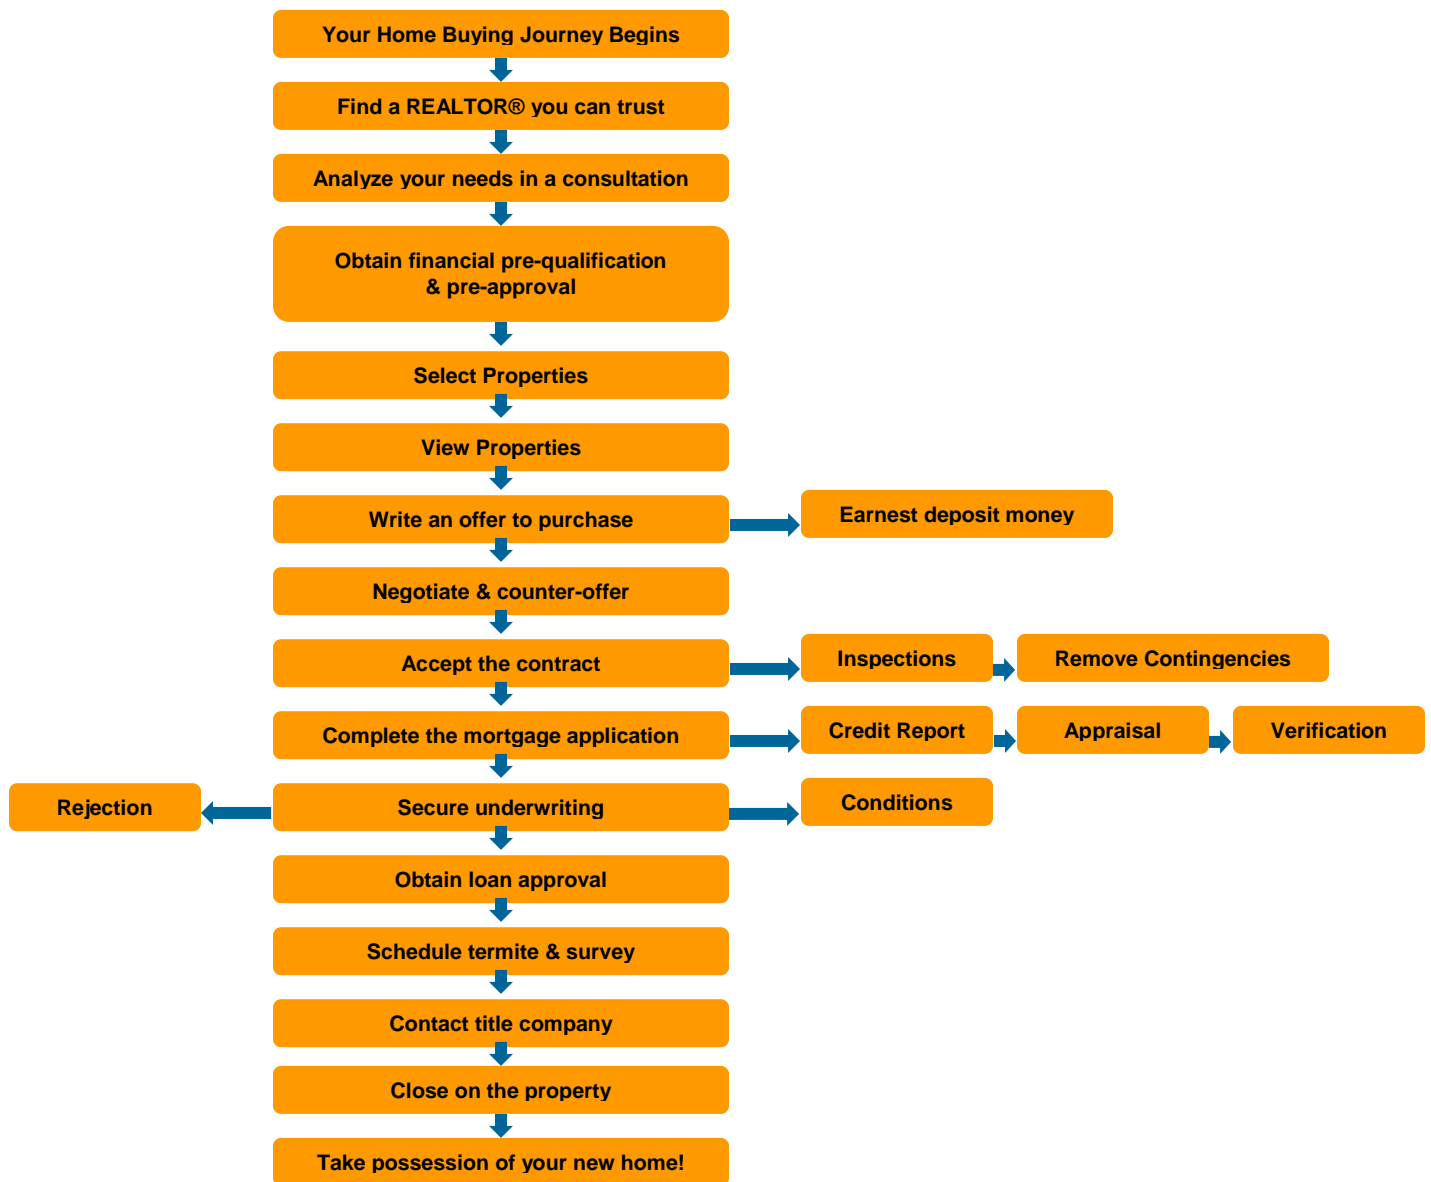 Your Home Buying Journey Begins
Find a REALTOR® you can trust
Analyze your needs in a consultation
Obtain financial pre-qualification
& pre-approval
Select Properties
View Properties
Write an offer to purchase
Earnest deposit money
Negotiate & counter-offer
Accept the contract
Inspections
Remove Contingencies
Complete the mortgage application
Credit Report
Appraisal
Verification
Rejection
Secure underwriting
Conditions
Obtain loan approval
Schedule termite & survey
Contact title company
Close on the property
Take possession of your new home!